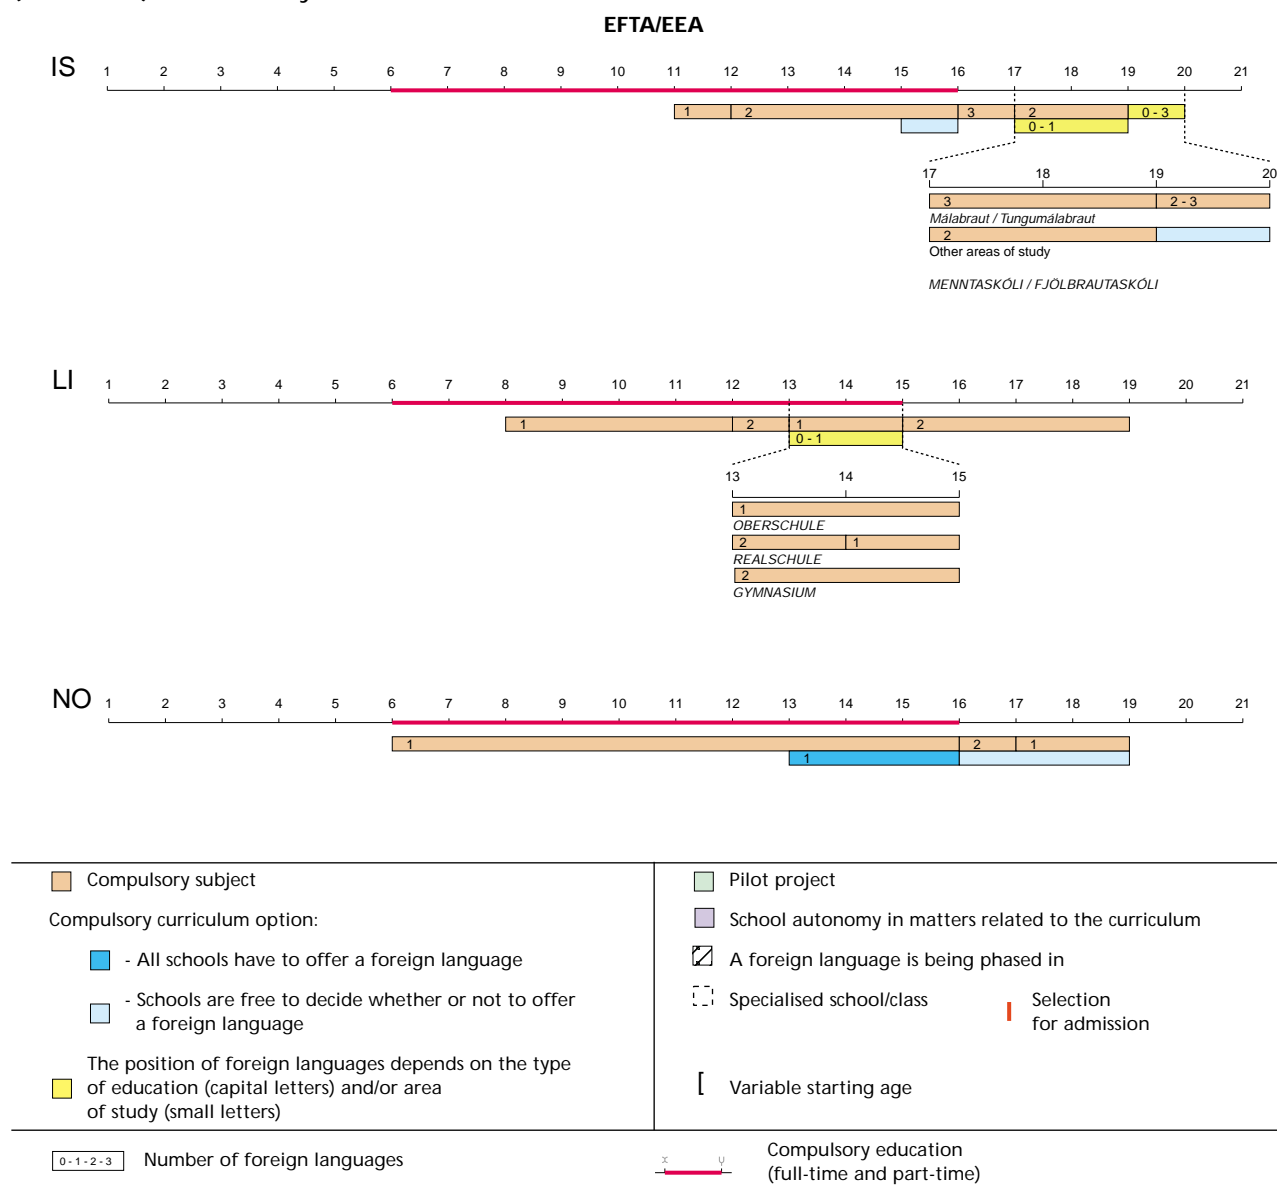 EFTA/EEA
IS 1 2 3 4 5 6 7 8 9 10 11 12 13 14 15 16 17 18 19 20 21
1 2 3 2 0 - 3
0 - 1
17 18 19 20
3 2 - 3
Málabraut / Tungumálabraut
2
Other areas of study
MENNTASKÓLI / FJÖLBRAUTASKÓLI
LI 1 2 3 4 5 6 7 8 9 10 11 12 13 14 15 16 17 18 19 20 21
1 2 1 2
0 - 1
13 14 15
1
OBERSCHULE
2 1
REALSCHULE
2
GYMNASIUM
NO 1 2 3 4 5 6 7 8 9 10 11 12 13 14 15 16 17 18 19 20 21
1 2 1
1
Compulsory subject
Compulsory curriculum option:
- All schools have to offer a foreign language
- Schools are free to decide whether or not to offer
a foreign language
The position of foreign languages depends on the type
of education (capital letters) and/or area
of study (small letters)
Pilot project
School autonomy in matters related to the curriculum
A foreign language is being phased in
Specialised school/class
Selection
for admission
[ Variable starting age
0 - 1 - 2 - 3 Number of foreign languages
x y
Compulsory education
(full-time and part-time)